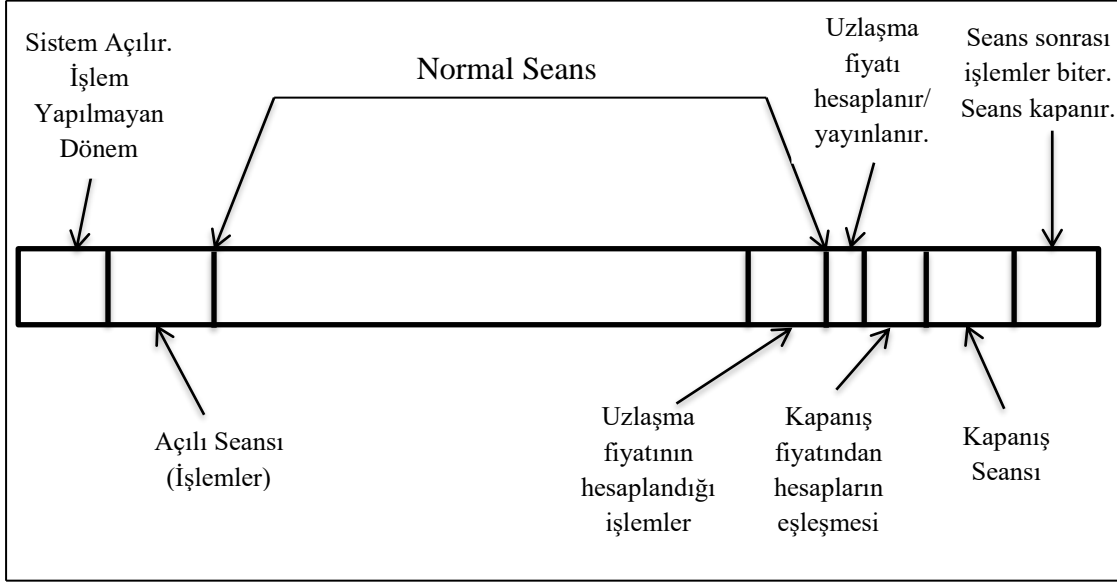 Sistem Açılır.
İşlem
Yapılmayan
Dönem
Normal Seans
Uzlaşma
fiyatı
hesaplanır/
yayınlanır.
Seans sonrası
işlemler biter.
Seans kapanır.
Açılı Seansı
(İşlemler)
Uzlaşma
fiyatının
hesaplandığı
işlemler
Kapanış
fiyatından
hesapların
eşleşmesi
Kapanış
Seansı